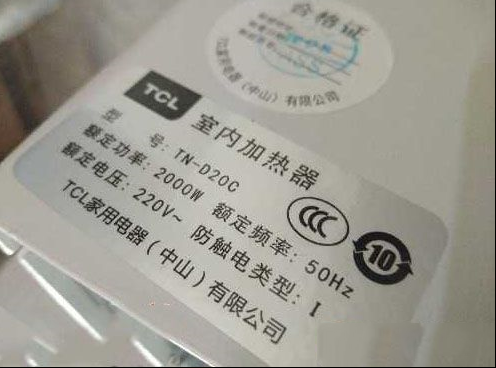 合格证
TCL家用电器（中山）有限公司
TCL
室内加热器
型 号: TN-D20C
额定功率: 2000W 额定频率: 50Hz
额定电压: 220V~ 防触电类型: I
TCL家用电器（中山）有限公司
CCC
10